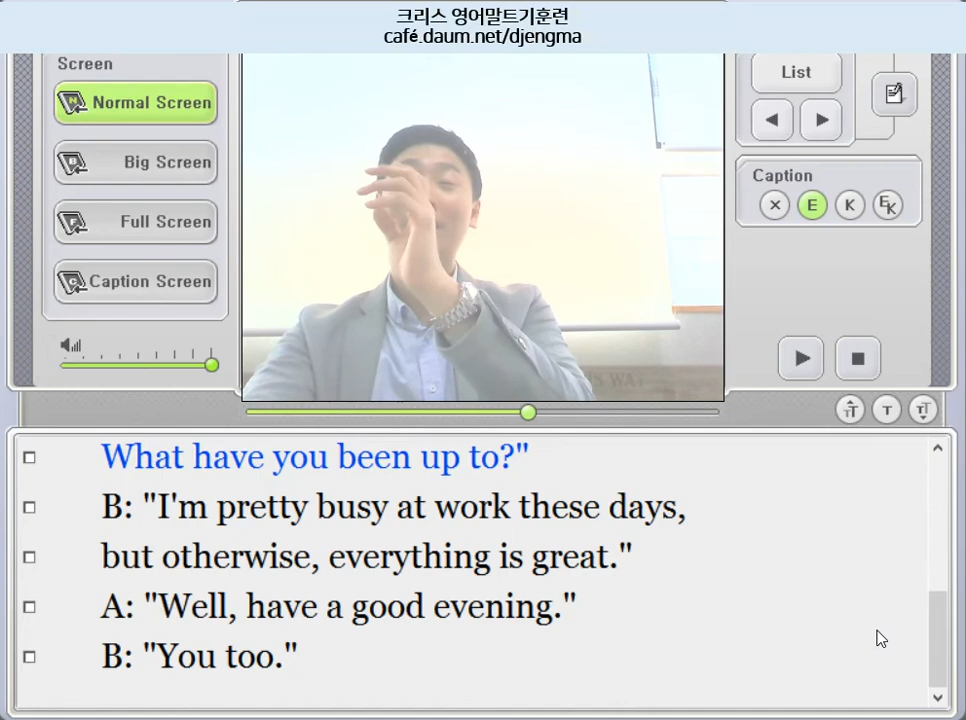 크리스 영어말트기훈련
café.daum.net/djengma
Screen
Normal Screen
Big Screen
Full Screen
Caption Screen
List
Caption
E
K
EK
T
T
T
What have you been up to?"
B: "I'm pretty busy at work these days,
but otherwise, everything is great."
A: "Well, have a good evening."
B: "You too."